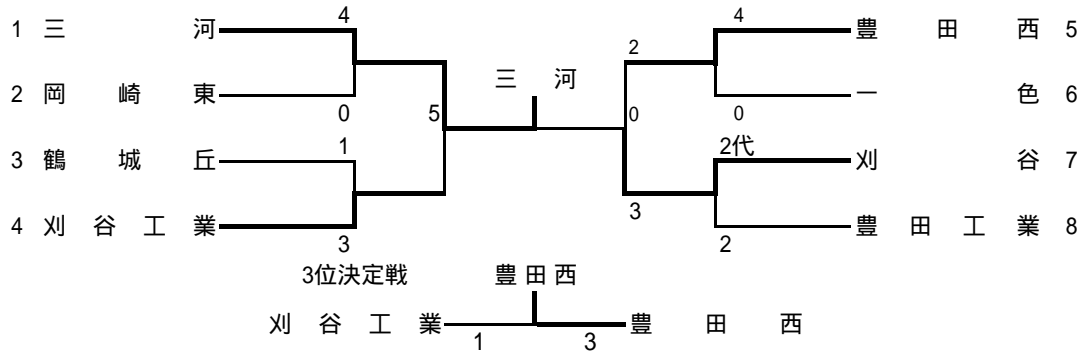 4 4
1 三 河 豊 田 西 5
2
三 河
2 岡 崎 東 一 色 6
0 5 0 0
1 2代
3 鶴 城 丘 刈 谷 7
3
4 刈 谷 工 業 豊 田 工 業 8
3 2
3位決定戦 豊田西
刈 谷 工 業 豊 田 西
1 3